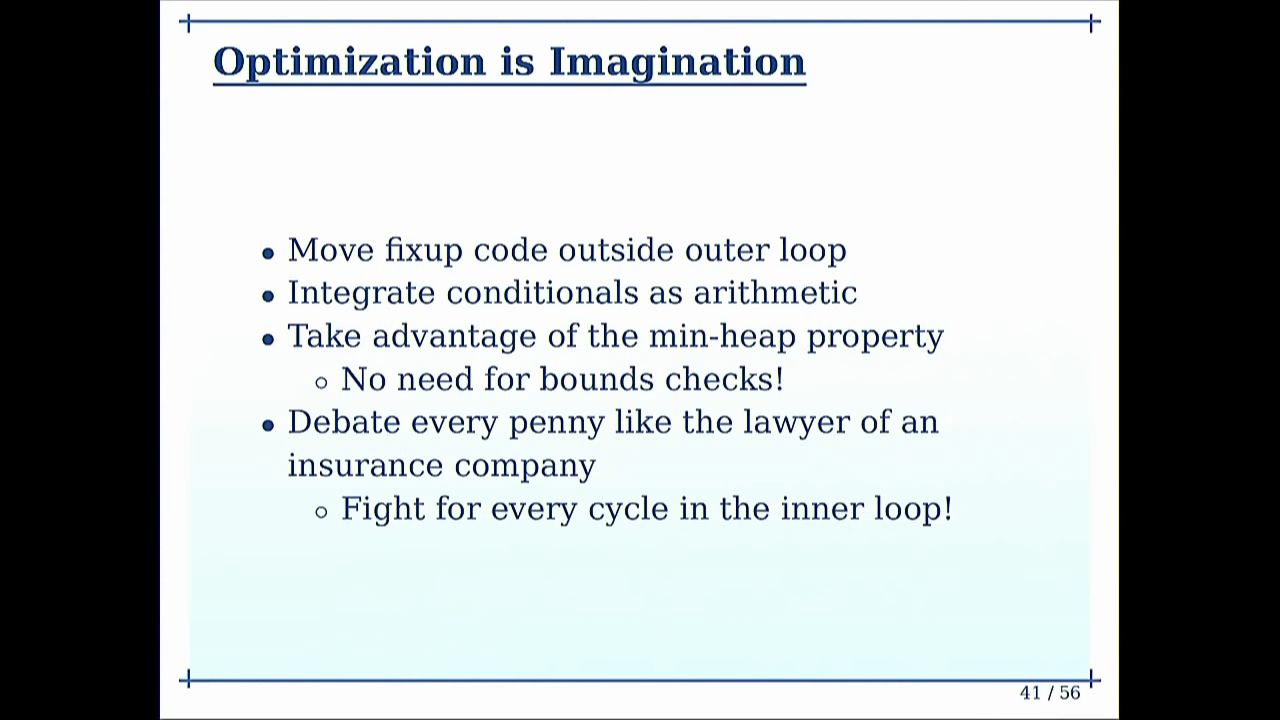 Optimization is Imagination
• Move fixup code outside outer loop
• Integrate conditionals as arithmetic
• Take advantage of the min-heap property
○ No need for bounds checks!
• Debate every penny like the lawyer of an
insurance company
○ Fight for every cycle in the inner loop!
41 / 56